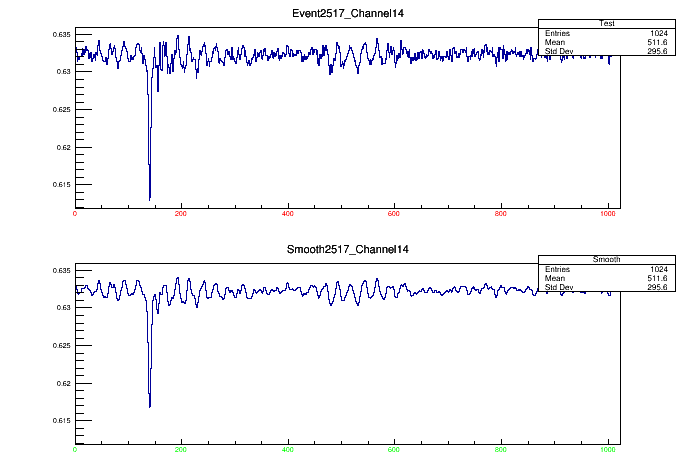 Event2517_Channel14
Test
Entries 1024
Mean 511.6
Std Dev 295.6
0.635
0.63
0.625
0.62
0.615
0 200 400 600 800 1000
Smooth2517_Channel14
Smooth
Entries 1024
Mean 511.6
Std Dev 295.6
0.635
0.63
0.625
0.62
0.615
0 200 400 600 800 1000